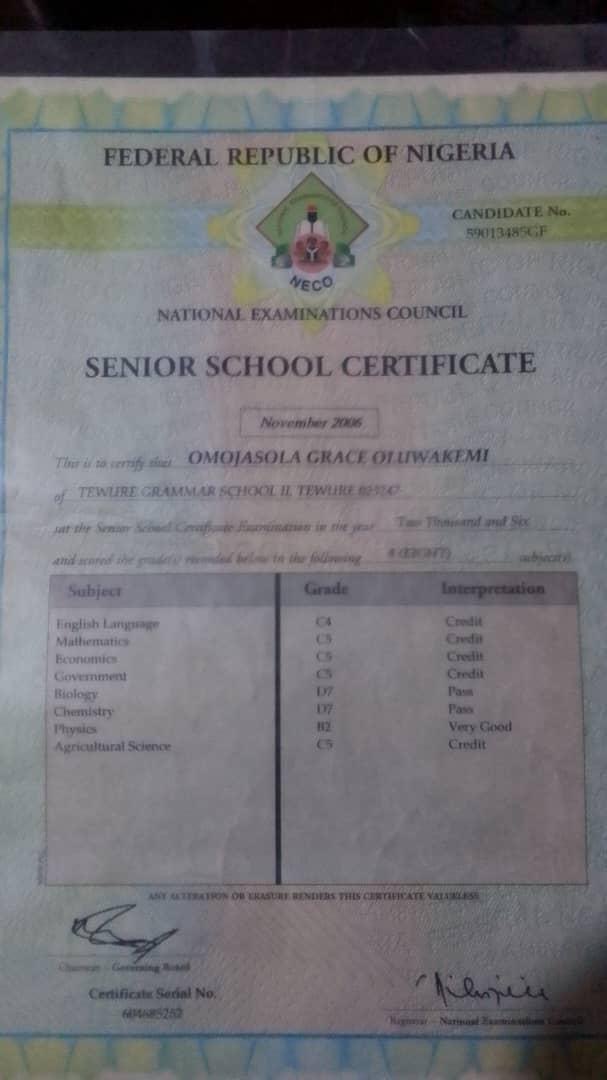 FEDERAL REPUBLIC OF NIGERIA
CANDIDATE No.
59013485GF
NECO
NATIONAL EXAMINATIONS COUNCIL
SENIOR SCHOOL CERTIFICATE
November 2006
This is to certify that OMOJASOLA GRACE OLUWAKEMI
of TEWURE GRAMMAR SCHOOL II, TEWURE
sat the Senior School Certificate Examination in the year Two Thousand and Six
and scored the grade(s) recorded below in the following 8 (EIGHT) subject(s)
Subject Grade Interpretation
English Language C4 Credit
Mathematics C5 Credit
Economics C5 Credit
Government C5 Credit
Biology D7 Pass
Chemistry D7 Pass
Physics B2 Very Good
Agricultural Science C5 Credit
ANY ALTERATION OR ERASURE RENDERS THIS CERTIFICATE VALUELESS
Chairman - Governing Board
Certificate Serial No.
604685252
Registrar - National Examinations Council